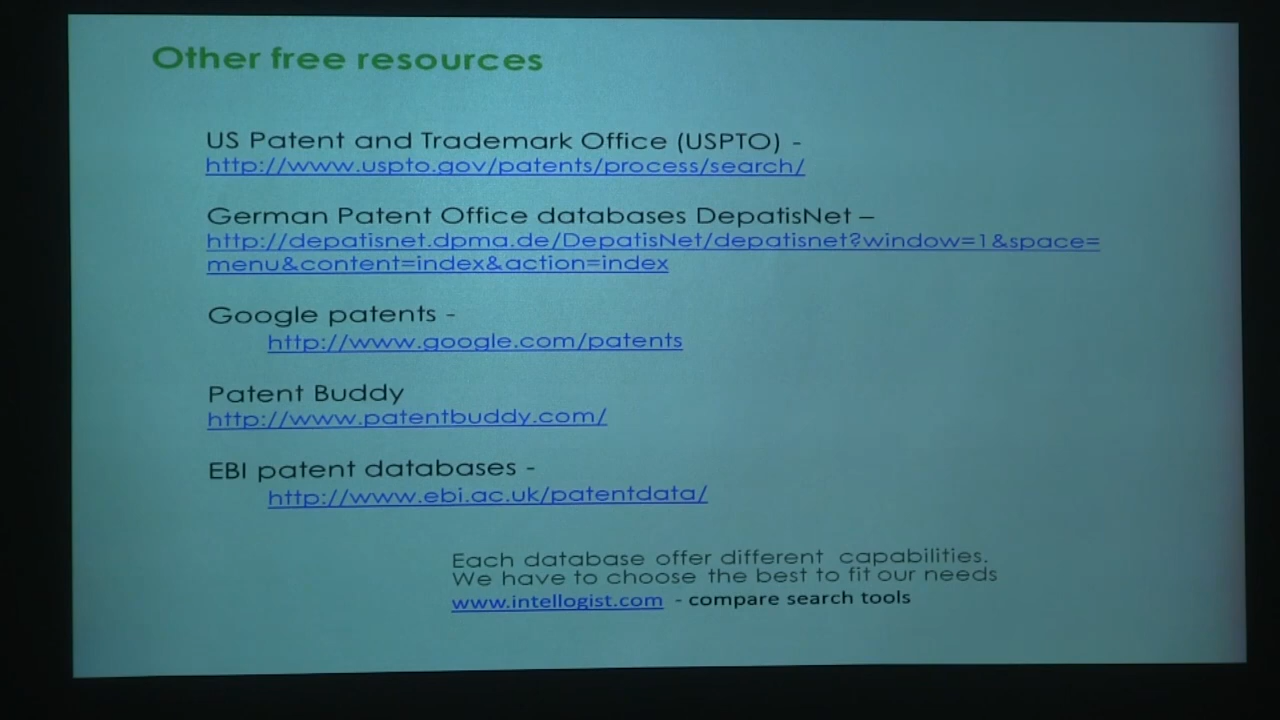 Other free resources
US Patent and Trademark Office (USPTO) -
http://www.uspto.gov/patents/process/search/
German Patent Office databases DepatisNet –
http://depatisnet.dpma.de/DepatisNet/depatisnet?window=1&space=
menu&content=index&action=index
Google patents -
http://www.google.com/patents
Patent Buddy
http://www.patentbuddy.com/
EBI patent databases -
http://www.ebi.ac.uk/patentdata/
Each database offer different capabilities.
We have to choose the best to fit our needs
www.intellogist.com - compare search tools